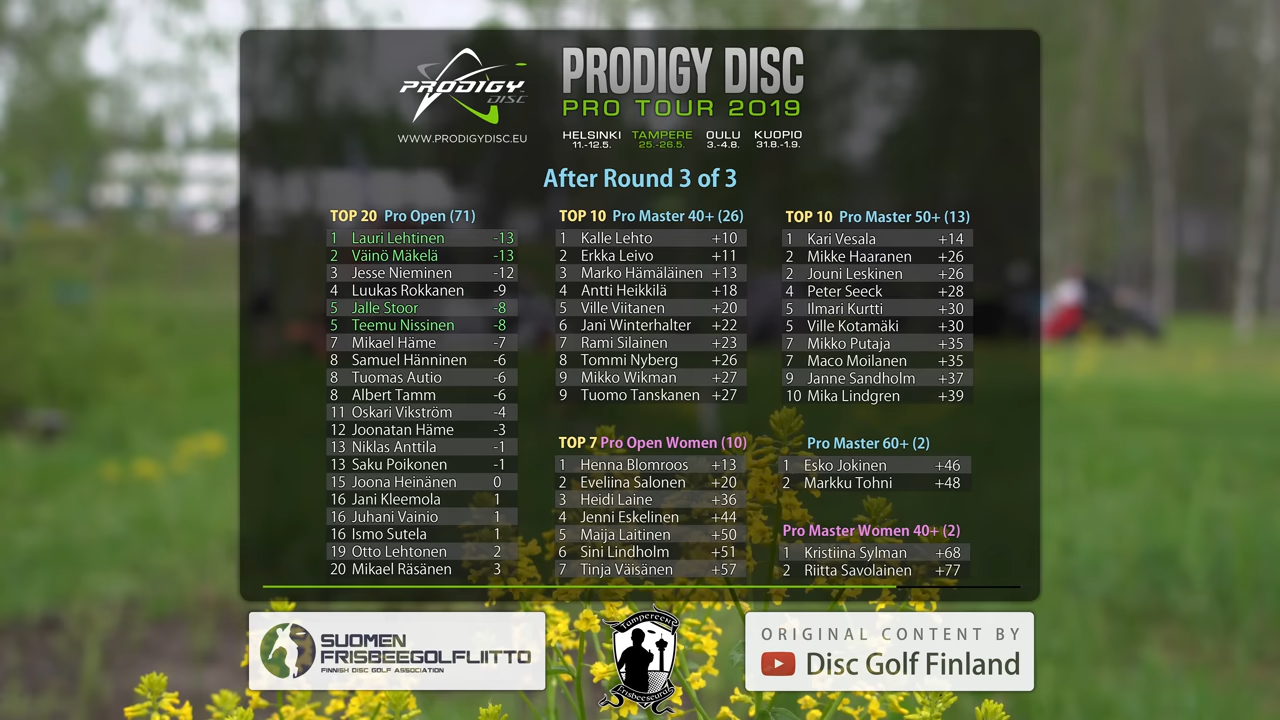 PRODIGY DISC
WWW.PRODIGYDISC.EU
PRODIGY DISC
PRO TOUR 2019
HELSINKI TAMPERE OULU KUOPIO
11.-12.5. 25.-26.5. 3.-4.8. 31.8.-1.9.
After Round 3 of 3
TOP 20 Pro Open (71)
1 Lauri Lehtinen -13
2 Väinö Mäkelä -13
3 Jesse Nieminen -12
4 Luukas Rokkanen -9
5 Jalle Stoor -8
5 Teemu Nissinen -8
7 Mikael Häme -7
8 Samuel Hänninen -6
8 Tuomas Autio -6
8 Albert Tamm -6
11 Oskari Vikström -4
12 Joonatan Häme -3
13 Niklas Anttila -1
13 Saku Poikonen -1
15 Joona Heinänen 0
16 Jani Kleemola 1
16 Juhani Vainio 1
16 Ismo Sutela 1
19 Otto Lehtonen 2
20 Mikael Räsänen 3
TOP 10 Pro Master 40+ (26)
1 Kalle Lehto +10
2 Erkka Leivo +11
3 Marko Hämäläinen +13
4 Antti Heikkilä +18
5 Ville Viitanen +20
6 Jani Winterhalter +22
7 Rami Silainen +23
8 Tommi Nyberg +26
9 Mikko Wikman +27
9 Tuomo Tanskanen +27
TOP 7 Pro Open Women (10)
1 Henna Blomroos +13
2 Eveliina Salonen +20
3 Heidi Laine +36
4 Jenni Eskelinen +44
5 Maija Laitinen +50
6 Sini Lindholm +51
7 Tinja Väisänen +57
TOP 10 Pro Master 50+ (13)
1 Kari Vesala +14
2 Mikke Haaranen +26
2 Jouni Leskinen +26
4 Peter Seeck +28
5 Ilmari Kurtti +30
5 Ville Kotamäki +30
7 Mikko Putaja +35
7 Maco Moilanen +35
9 Janne Sandholm +37
10 Mika Lindgren +39
Pro Master 60+ (2)
1 Esko Jokinen +46
2 Markku Tohni +48
Pro Master Women 40+ (2)
1 Kristiina Sylman +68
2 Riitta Savolainen +77
SUOMEN
FRISBEEGOLFLIITTO
FINNISH DISC GOLF ASSOCIATION
Tampereen
Frisbeeseura
ORIGINAL CONTENT BY
Disc Golf Finland